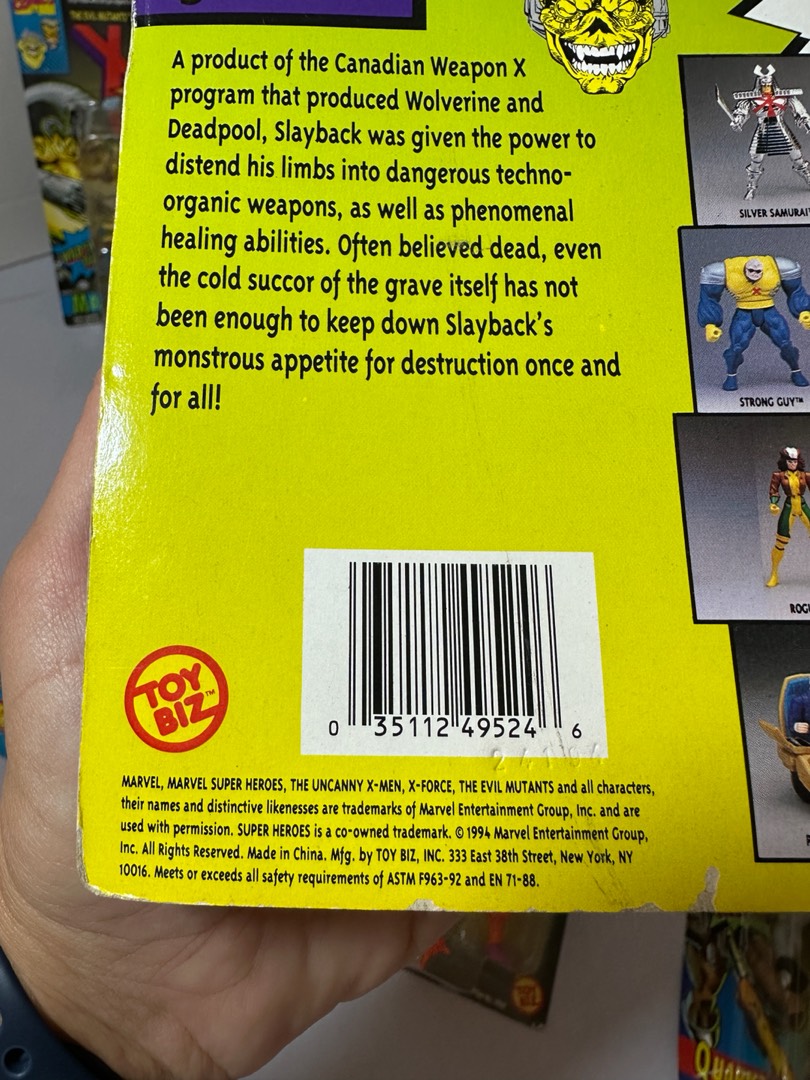 A product of the Canadian Weapon X
program that produced Wolverine and
Deadpool, Slayback was given the power to
distend his limbs into dangerous techno-
organic weapons, as well as phenomenal
healing abilities. Often believed dead, even
the cold succor of the grave itself has not
been enough to keep down Slayback's
monstrous appetite for destruction once and
for all!
SILVER SAMURAI
STRONG GUY™
TOY
BIZ™
0 35112 49524 6
MARVEL, MARVEL SUPER HEROES, THE UNCANNY X-MEN, X-FORCE, THE EVIL MUTANTS and all characters,
their names and distinctive likenesses are trademarks of Marvel Entertainment Group, Inc. and are
used with permission. SUPER HEROES is a co-owned trademark. © 1994 Marvel Entertainment Group,
Inc. All Rights Reserved. Made in China. Mfg. by TOY BIZ, INC. 333 East 38th Street, New York, NY
10016. Meets or exceeds all safety requirements of ASTM F963-92 and EN 71-88.
TOY
BIZ